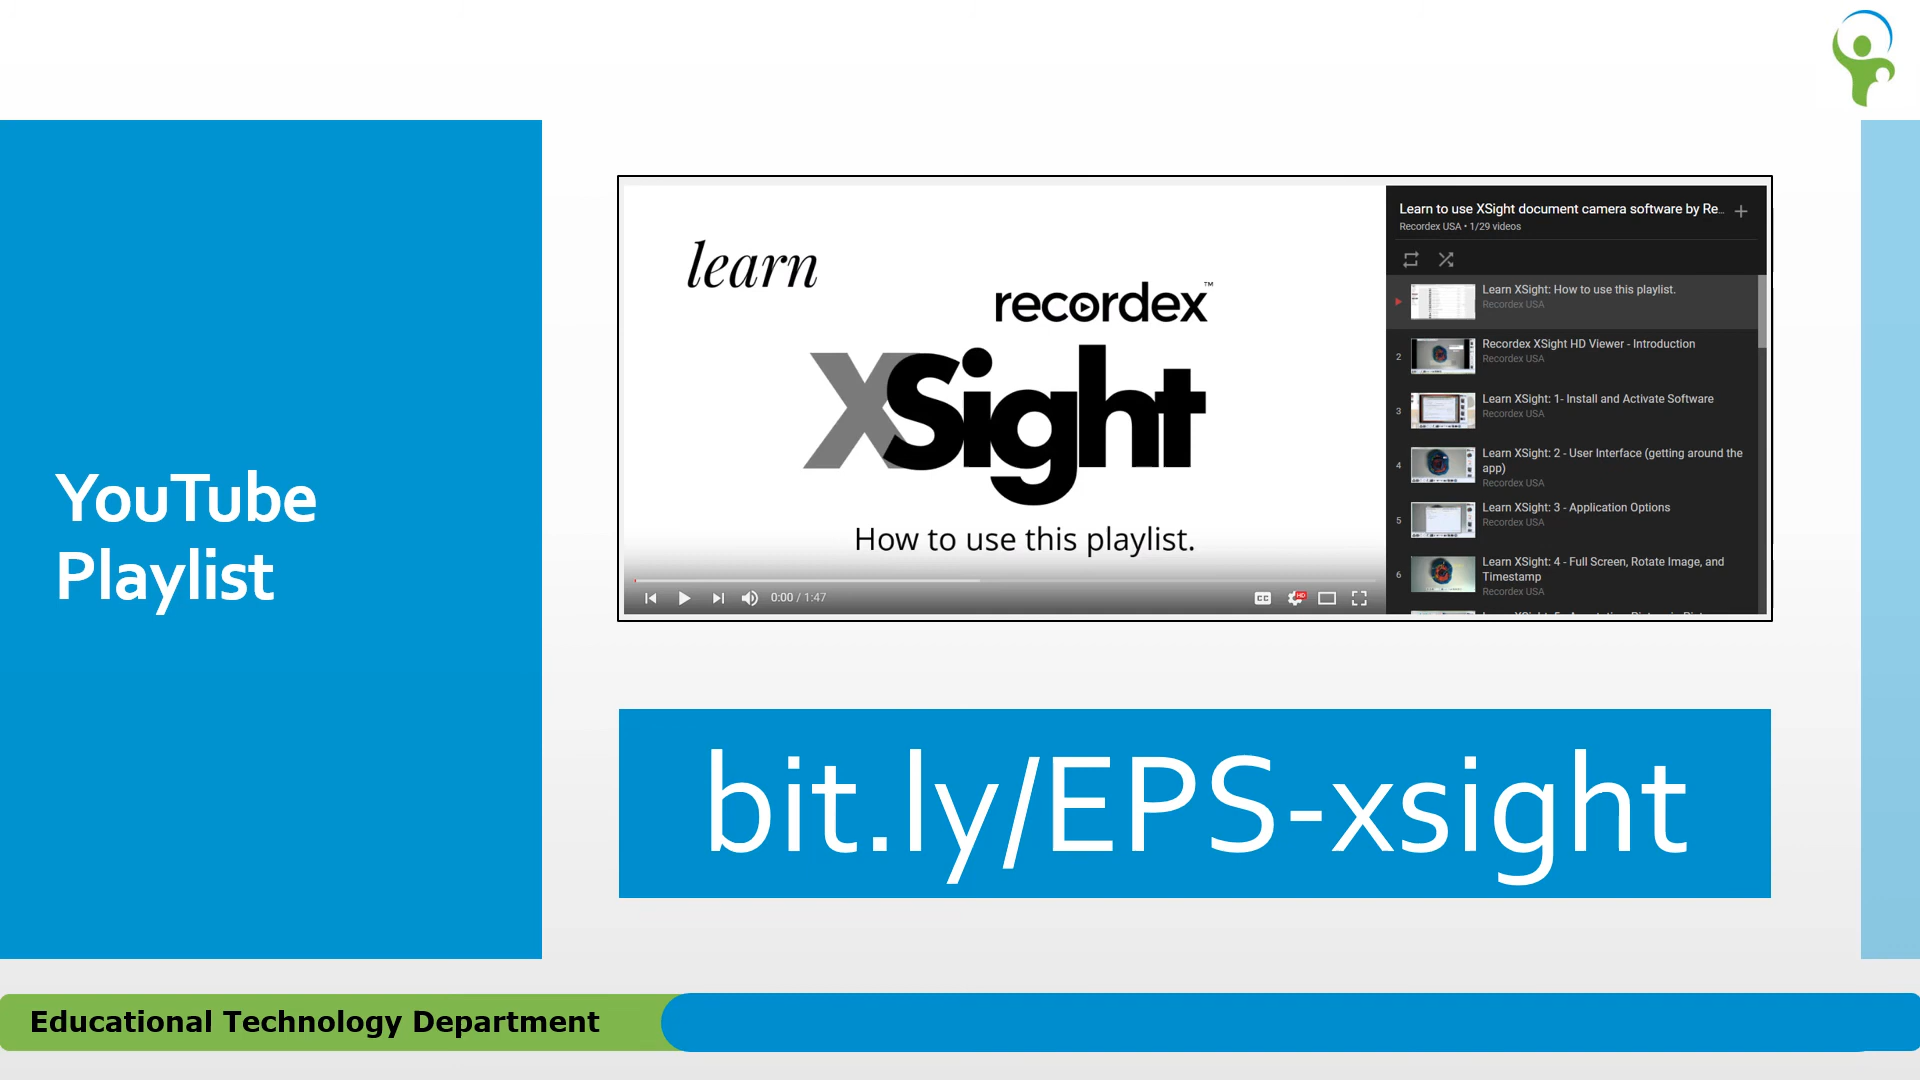 YouTube
Playlist
learn
recordex™
XSight
How to use this playlist.
0:00 / 1:47
CC
HD
Learn to use XSight document camera software by Re...
Recordex USA • 1/29 videos
Learn XSight: How to use this playlist.
Recordex USA
2
Recordex XSight HD Viewer - Introduction
Recordex USA
3
Learn XSight: 1- Install and Activate Software
Recordex USA
4
Learn XSight: 2 - User Interface (getting around the
app)
Recordex USA
5
Learn XSight: 3 - Application Options
Recordex USA
6
Learn XSight: 4 - Full Screen, Rotate Image, and
Timestamp
Recordex USA
bit.ly/EPS-xsight
Educational Technology Department